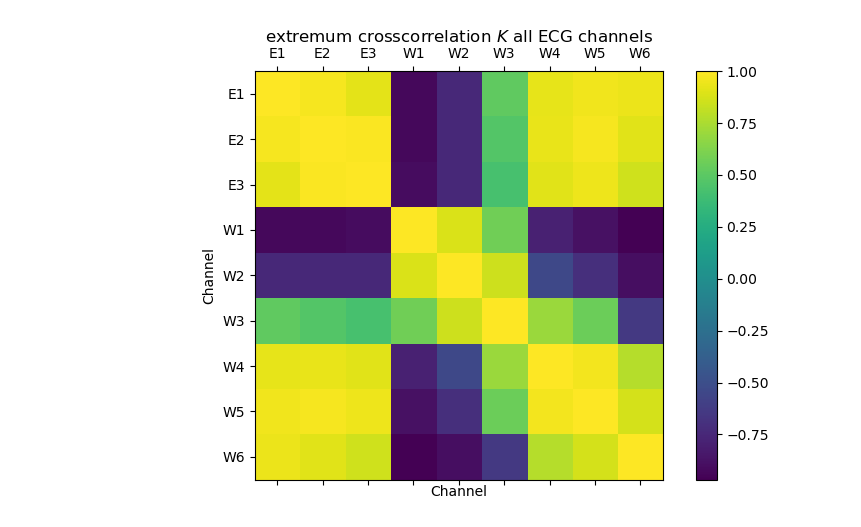 extremum crosscorrelation K all ECG channels
E1 E2 E3 W1 W2 W3 W4 W5 W6
E1
E2
E3
W1
W2
W3
W4
W5
W6
Channel
Channel
1.00
0.75
0.50
0.25
0.00
−0.25
−0.50
−0.75